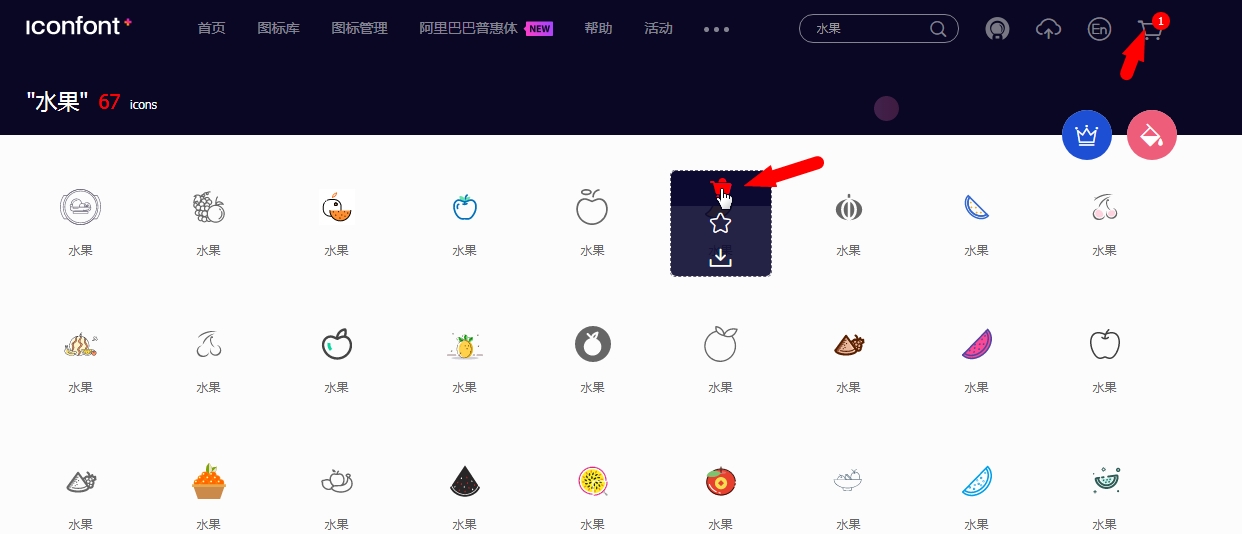 iconfont+ 首页 图标库 图标管理 阿里巴巴普惠体 NEW 帮助 活动 水果 En 1
"水果" 67 icons
水果 水果 水果 水果 水果 水果 水果 水果
水果 水果 水果 水果 水果 水果 水果 水果 水果
水果 水果 水果 水果 水果 水果 水果 水果 水果